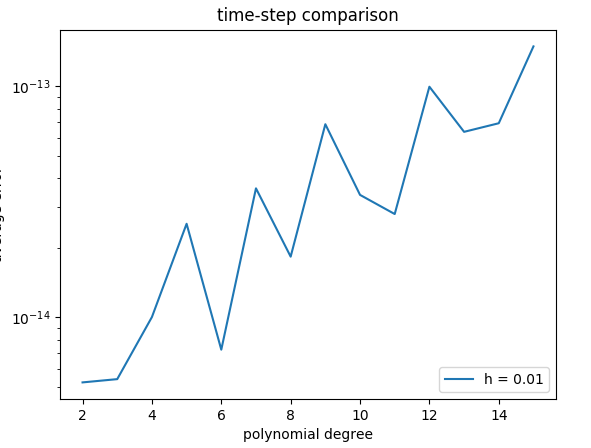 time-step comparison
10⁻¹³
10⁻¹⁴
h = 0.01
2 4 6 8 10 12 14
polynomial degree